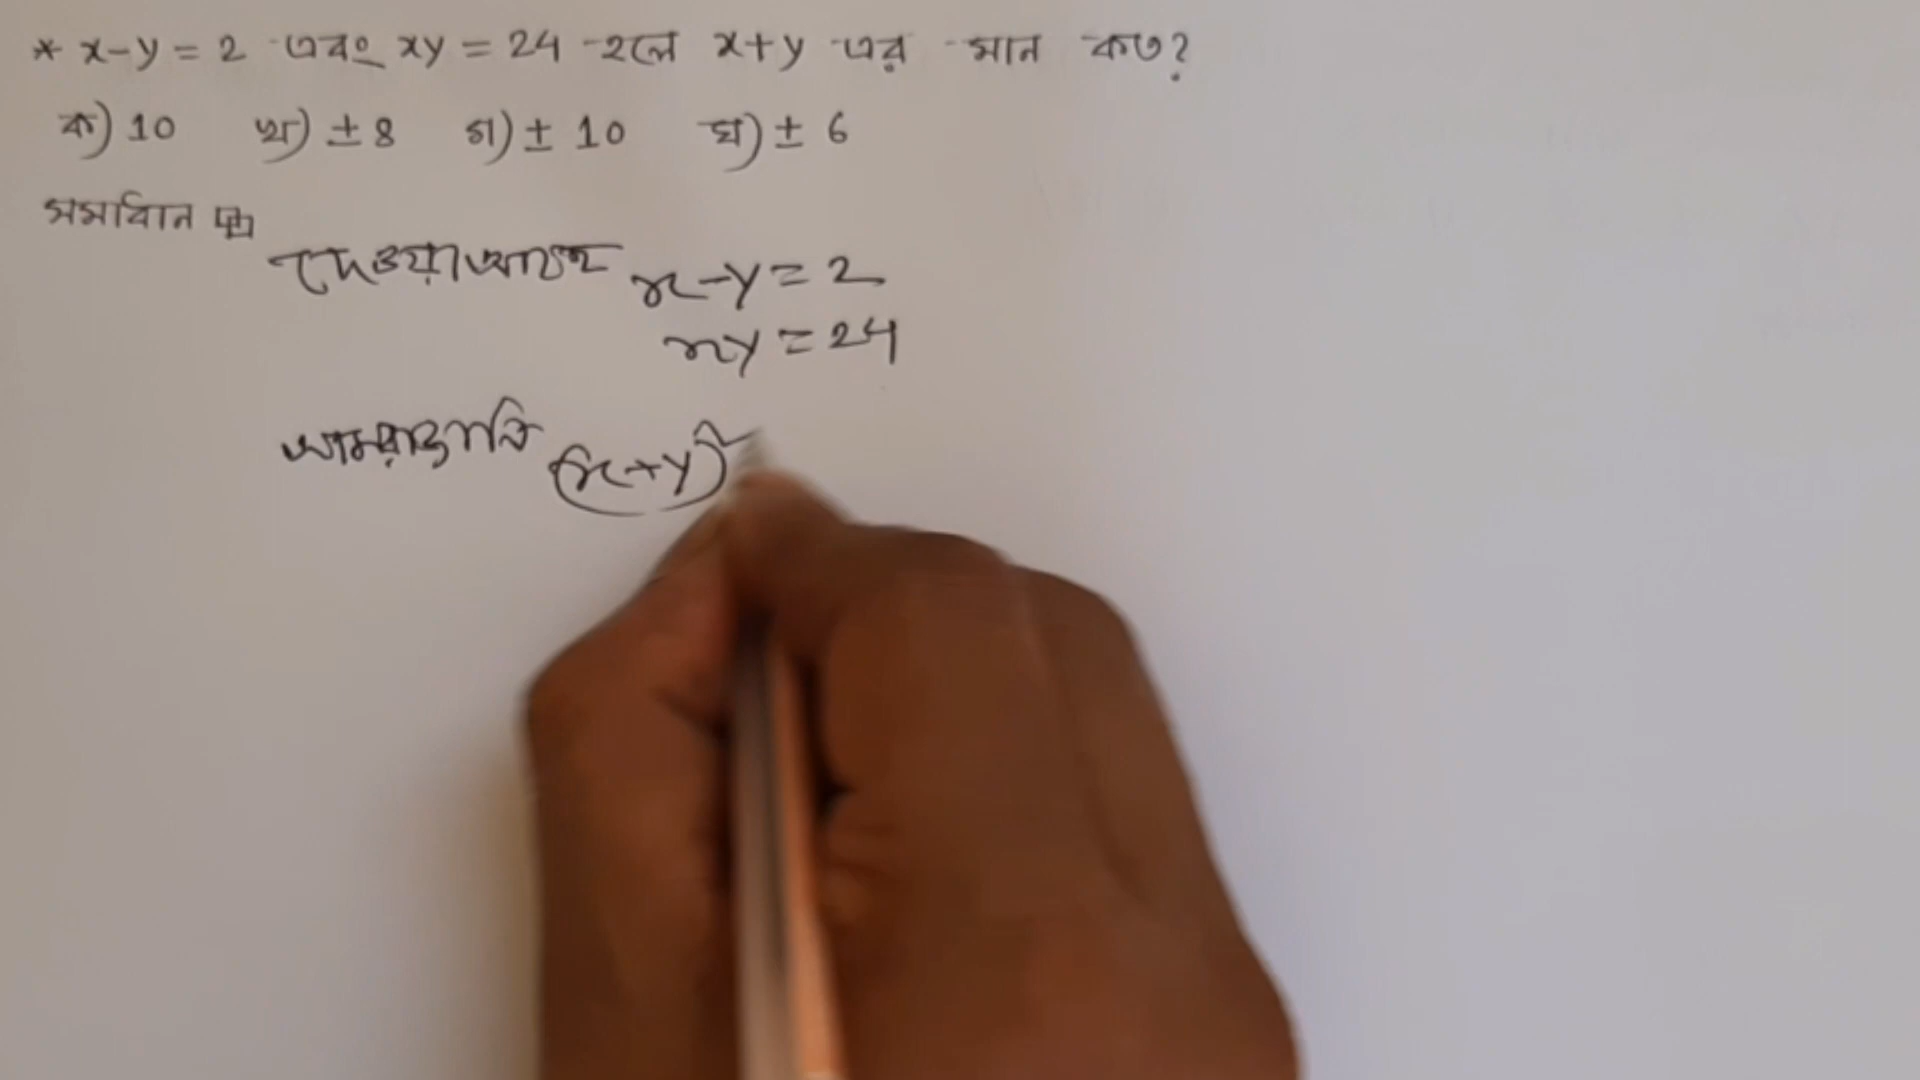 * x-y = 2 এবং xy = 24 হলে x+y এর মান কত?
ক) 10 খ) ± 8 গ) ± 10 ঘ) ± 6
সমাধান
দেওয়া আছে x-y = 2
xy = 24
আমরা জানি (x+y)²